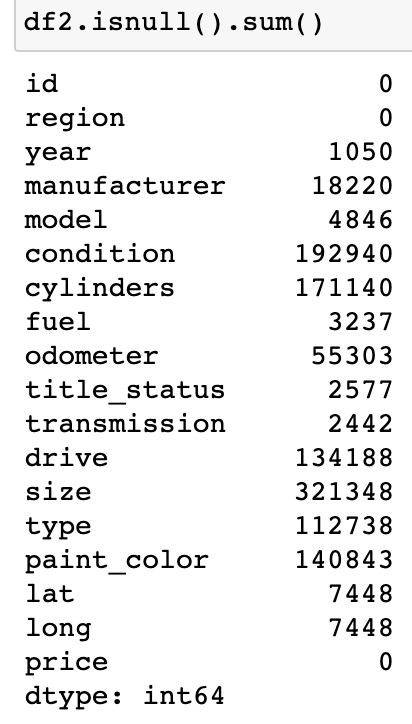 df2.isnull().sum()
id 0
region 0
year 1050
manufacturer 18220
model 4846
condition 192940
cylinders 171140
fuel 3237
odometer 55303
title_status 2577
transmission 2442
drive 134188
size 321348
type 112738
paint_color 140843
lat 7448
long 7448
price 0
dtype: int64